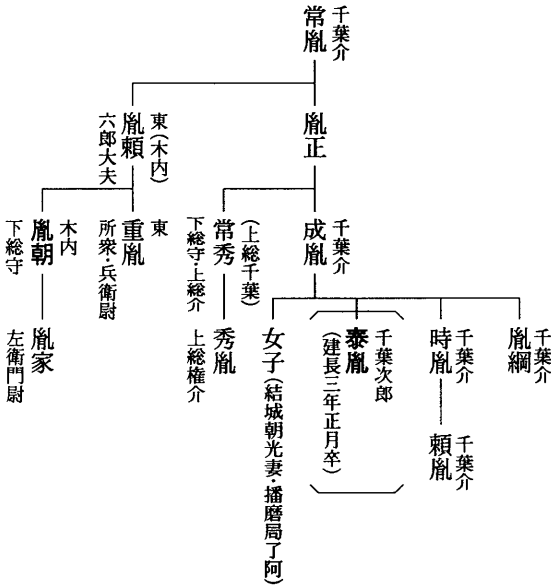 千葉介
常胤
胤正
東（木内）
胤頼
六郎大夫
千葉介
成胤
（上総千葉）
常秀
下総守・上総介
東
重胤
所衆・兵衛尉
木内
胤朝
下総守
千葉介
胤綱
千葉介
時胤
千葉次郎
泰胤
（建長三年正月卒）
女子（結城朝光妻・播磨局了阿）
秀胤
上総権介
胤家
左衛門尉
千葉介
頼胤